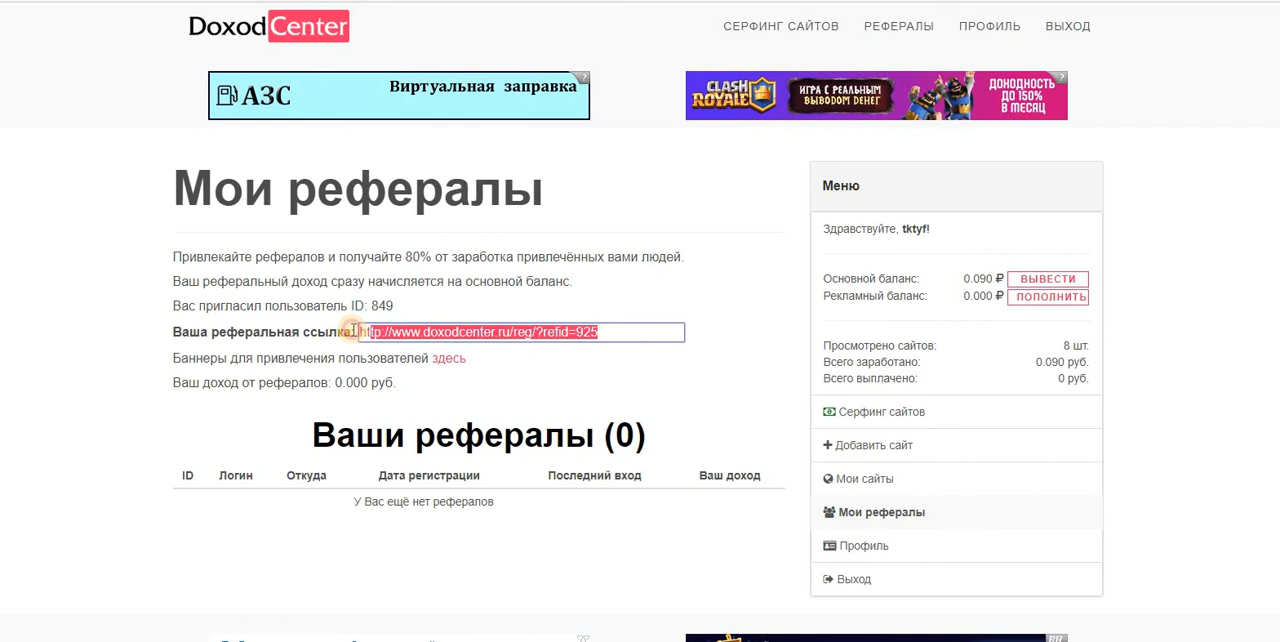 DoxodCenter
СЕРФИНГ САЙТОВ РЕФЕРАЛЫ ПРОФИЛЬ ВЫХОД
АЗС Виртуальная заправка ?
CLASH ROYALE ИГРА С РЕАЛЬНЫМ ВЫВОДОМ ДЕНЕГ ДОХОДНОСТЬ ДО 150% В МЕСЯЦ ?
Мои рефералы
Привлекайте рефералов и получайте 80% от заработка привлечённых вами людей.
Ваш реферальный доход сразу начисляется на основной баланс.
Вас пригласил пользователь ID: 849
Ваша реферальная ссылка: http://www.doxodcenter.ru/reg/?refid=925
Баннеры для привлечения пользователей здесь
Ваш доход от рефералов: 0.000 руб.
Ваши рефералы (0)
ID Логин Откуда Дата регистрации Последний вход Ваш доход
У Вас ещё нет рефералов
Меню
Здравствуйте, tktyf!
Основной баланс: 0.090 ₽ ВЫВЕСТИ
Рекламный баланс: 0.000 ₽ ПОПОЛНИТЬ
Просмотрено сайтов: 8 шт.
Всего заработано: 0.090 руб.
Всего выплачено: 0 руб.
Серфинг сайтов
Добавить сайт
Мои сайты
Мои рефералы
Профиль
Выход